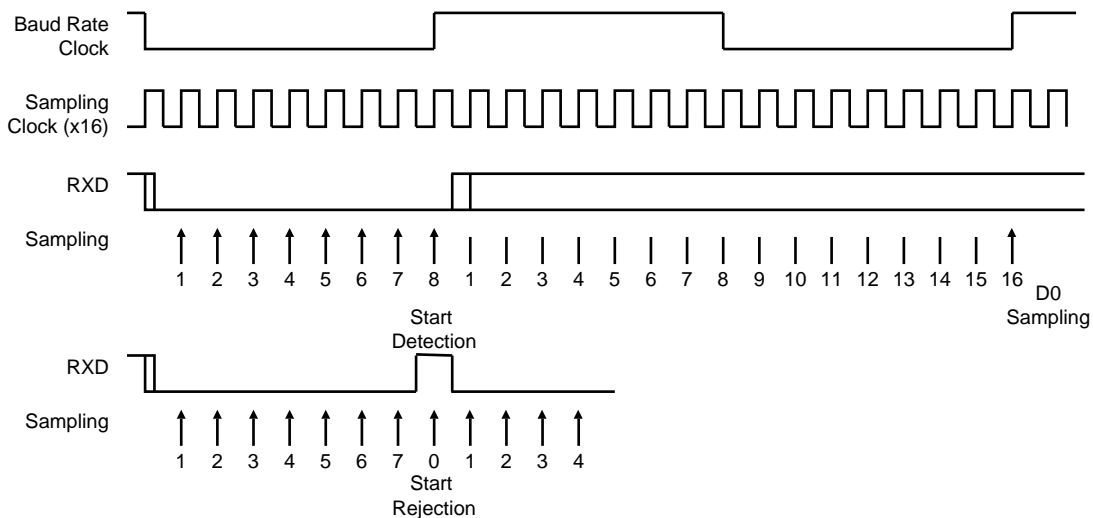 Baud Rate
Clock
Sampling
Clock (x16)
RXD
Sampling
1 2 3 4 5 6 7 8 1 2 3 4 5 6 7 8 9 10 11 12 13 14 15 16
D0
Sampling
Start
Detection
RXD
Sampling
1 2 3 4 5 6 7 0 1 2 3 4
Start
Rejection